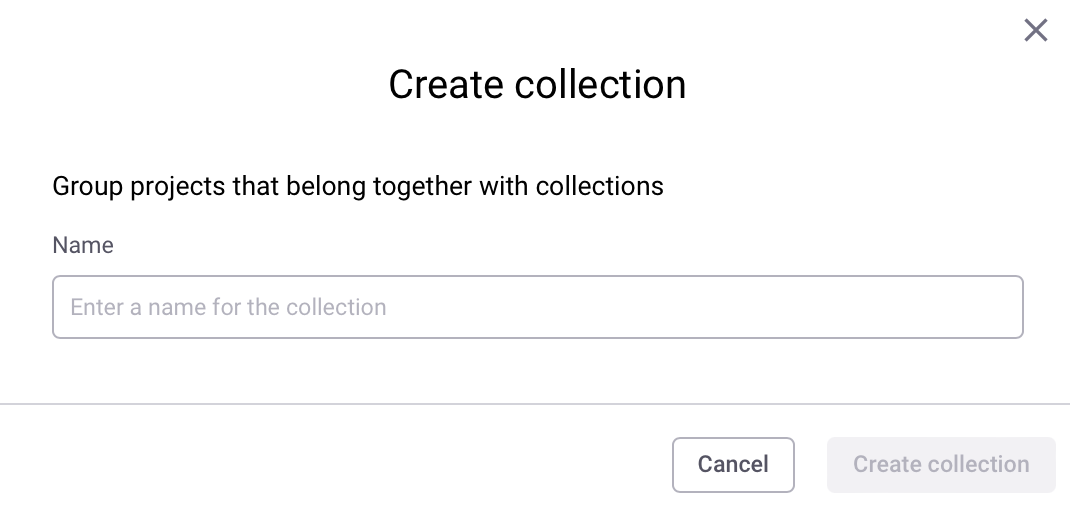 Create collection
Group projects that belong together with collections
Name
Enter a name for the collection
Cancel
Create collection